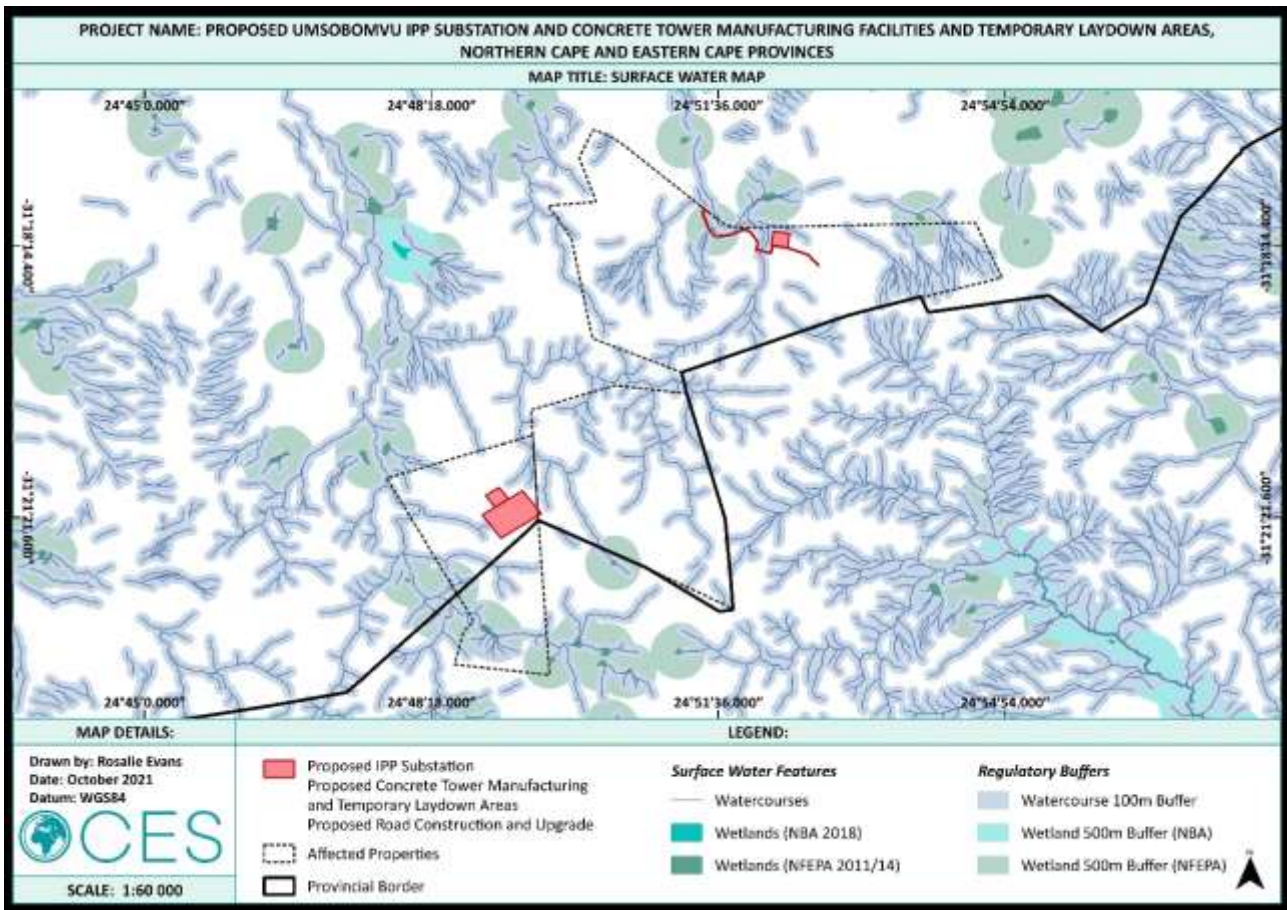 PROJECT NAME: PROPOSED UMSOBOMVU IPP SUBSTATION AND CONCRETE TOWER MANUFACTURING FACILITIES AND TEMPORARY LAYDOWN AREAS,
NORTHERN CAPE AND EASTERN CAPE PROVINCES
MAP TITLE: SURFACE WATER MAP
24°45'0.000"
24°48'18.000"
24°51'36.000"
24°54'54.000"
-31°18'14.400"
-31°18'14.400"
-31°21'21.600"
-31°21'21.600"
24°45'0.000"
24°48'18.000"
24°51'36.000"
24°54'54.000"
MAP DETAILS:
Drawn by: Rosalie Evans
Date: October 2021
Datum: WGS84
CES
SCALE: 1:60 000
LEGEND:
Proposed IPP Substation
Proposed Concrete Tower Manufacturing
and Temporary Laydown Areas
Proposed Road Construction and Upgrade
Affected Properties
Provincial Border
Surface Water Features
Watercourses
Wetlands (NBA 2018)
Wetlands (NFEPA 2011/14)
Regulatory Buffers
Watercourse 100m Buffer
Wetland 500m Buffer (NBA)
Wetland 500m Buffer (NFEPA)